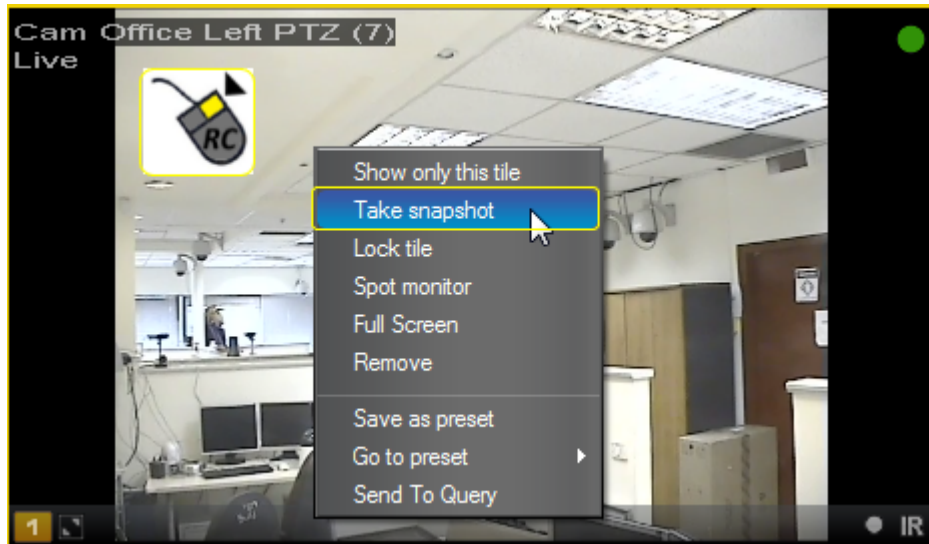 Cam Office Left PTZ (7)
Live
RC
Show only this tile
Take snapshot
Lock tile
Spot monitor
Full Screen
Remove
Save as preset
Go to preset
Send To Query
1
IR